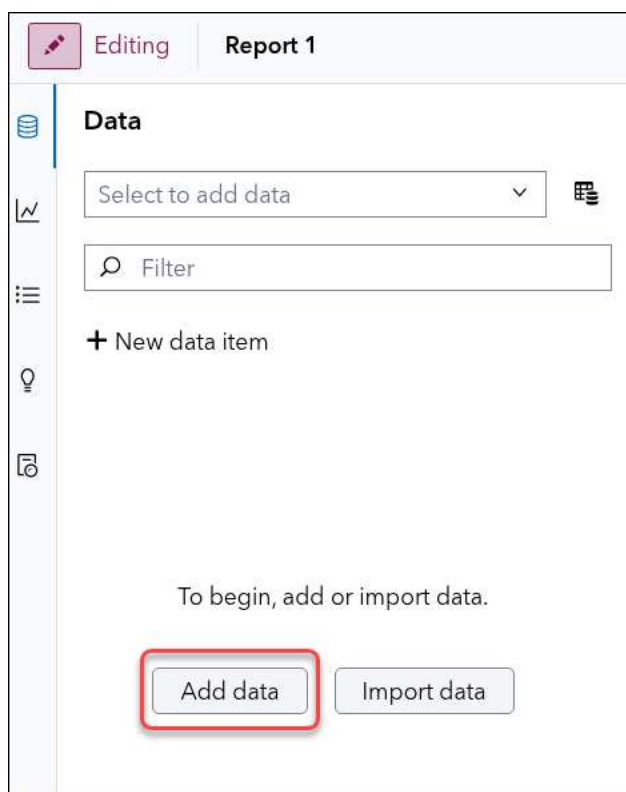 Editing Report 1
Data
Select to add data
Filter
+ New data item
To begin, add or import data.
Add data Import data